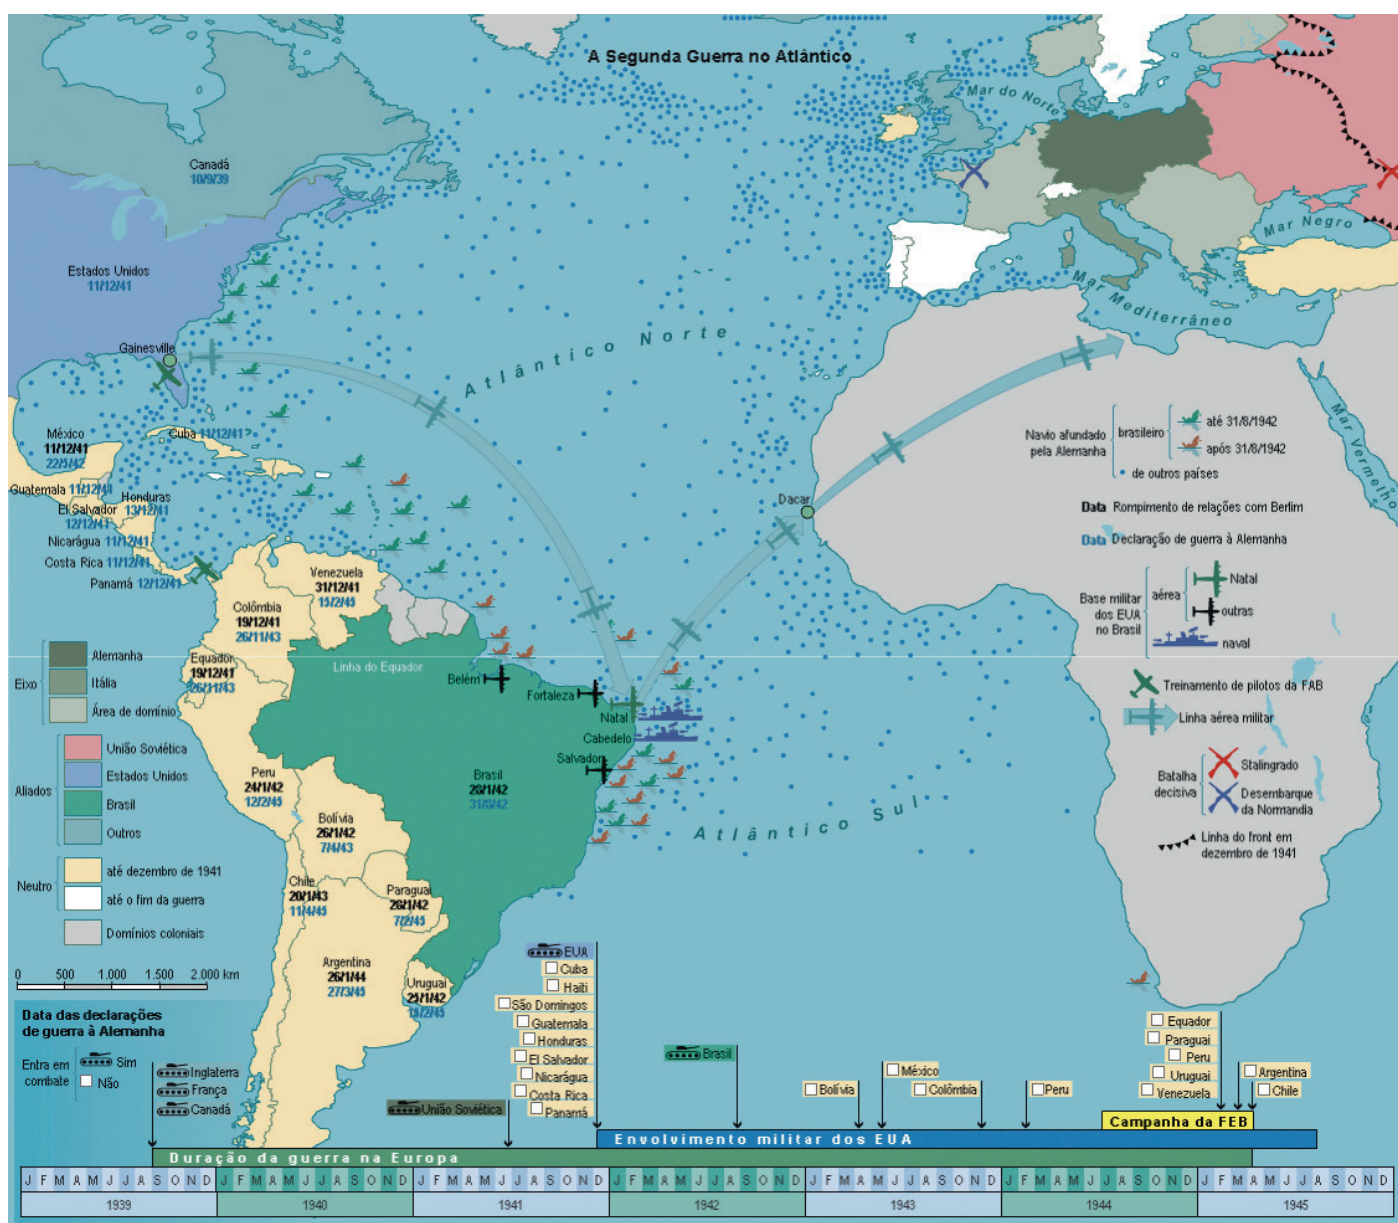 A Segunda Guerra no Atlântico
Mar do Norte
Canadá
10/9/39
Mar Negro
Estados Unidos
11/12/41
Mar Mediterrâneo
Gainesville
Atlântico Norte
Mar Vermelho
México
11/12/41
22/5/42
Cuba 11/12/41
Navio afundado
pela Alemanha
brasileiro
até 31/8/1942
após 31/8/1942
de outros países
Guatemala 11/12/41
Honduras
13/12/41
El Salvador
12/12/41
Dacar
Data Rompimento de relações com Berlim
Data Declaração de guerra à Alemanha
Nicarágua 11/12/41
Costa Rica 11/12/41
Panamá 12/12/41
Venezuela
31/12/41
15/2/45
Colômbia
19/12/41
26/11/43
Base militar
dos EUA
no Brasil
aérea
Natal
outras
naval
Equador
19/12/41
26/11/43
Linha do Equador
Belém
Fortaleza
Natal
Cabedelo
Salvador
Treinamento de pilotos da FAB
Linha aérea militar
Eixo
Alemanha
Itália
Área de domínio
Aliados
União Soviética
Estados Unidos
Brasil
Outros
Neutro
até dezembro de 1941
até o fim da guerra
Domínios coloniais
Peru
24/1/42
12/2/45
Brasil
28/1/42
31/8/42
Batalha
decisiva
Stalingrado
Desembarque
da Normandia
Bolívia
26/1/42
7/4/43
Atlântico Sul
Linha do front em
dezembro de 1941
Chile
20/1/43
11/4/45
Paraguai
28/1/42
7/2/45
Argentina
26/1/44
27/3/45
Uruguai
25/1/42
15/2/45
0 500 1.000 1.500 2.000 km
Data das declarações
de guerra à Alemanha
Entra em
combate
Sim
Não
Inglaterra
França
Canadá
União Soviética
EUA
Cuba
Haiti
São Domingos
Guatemala
Honduras
El Salvador
Nicarágua
Costa Rica
Panamá
Brasil
Bolívia
México
Colômbia
Peru
Equador
Paraguai
Peru
Uruguai
Venezuela
Argentina
Chile
Campanha da FEB
Envolvimento militar dos EUA
Duração da guerra na Europa
J F M A M J J A S O N D J F M A M J J A S O N D J F M A M J J A S O N D J F M A M J J A S O N D J F M A M J J A S O N D J F M A M J J A S O N D J F M A M J J A S O N D
1939 1940 1941 1942 1943 1944 1945